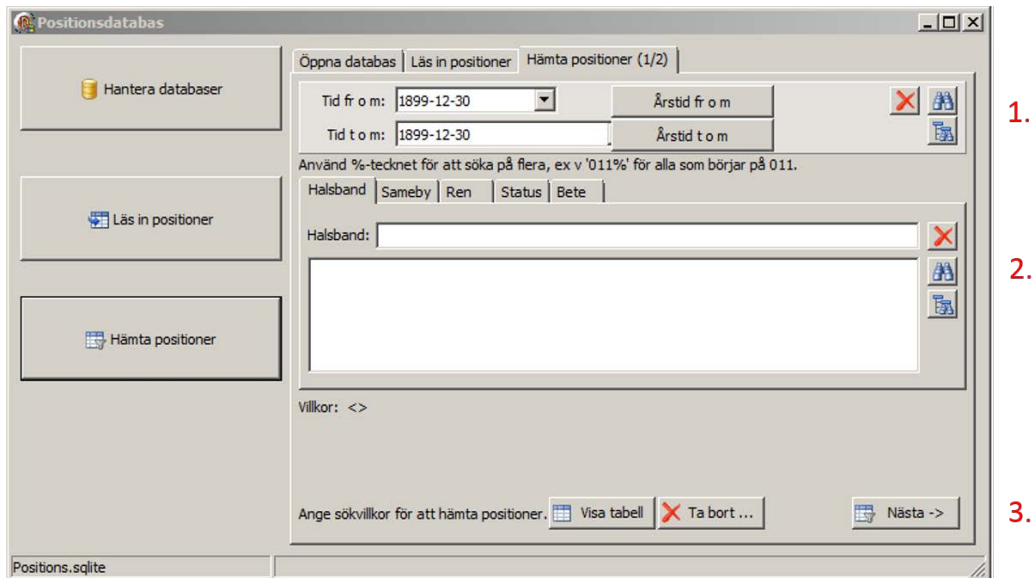 Positionsdatabas
Hantera databaser
Läs in positioner
Hämta positioner
Öppna databas
Läs in positioner
Hämta positioner (1/2)
Tid fr o m: 1899-12-30
Årstid fr o m
Tid t o m: 1899-12-30
Årstid t o m
1.
Använd %-tecknet för att söka på flera, ex v '011%' för alla som börjar på 011.
Halsband
Sameby
Ren
Status
Bete
Halsband:
2.
Villkor: <>
Ange sökvillkor för att hämta positioner.
Visa tabell
Ta bort ...
Nästa ->
3.
Positions.sqlite